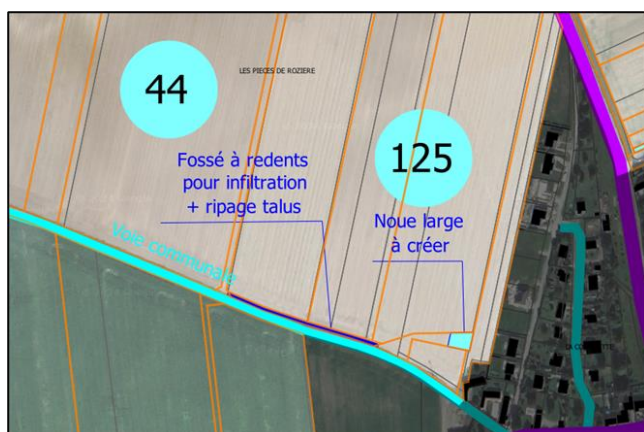 LES PIECES DE ROZIERE
44
125
Fossé à redents
pour infiltration
+ ripage talus
Noue large
à créer
Voie communale